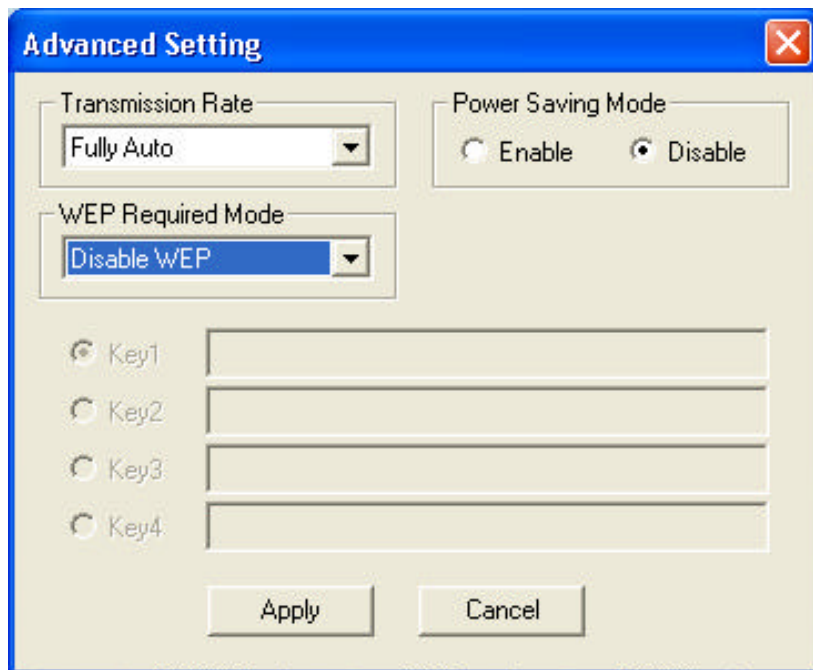 Advanced Setting
Transmission Rate
Fully Auto
Power Saving Mode
Enable
Disable
WEP Required Mode
Disable WEP
Key1
Key2
Key3
Key4
Apply
Cancel